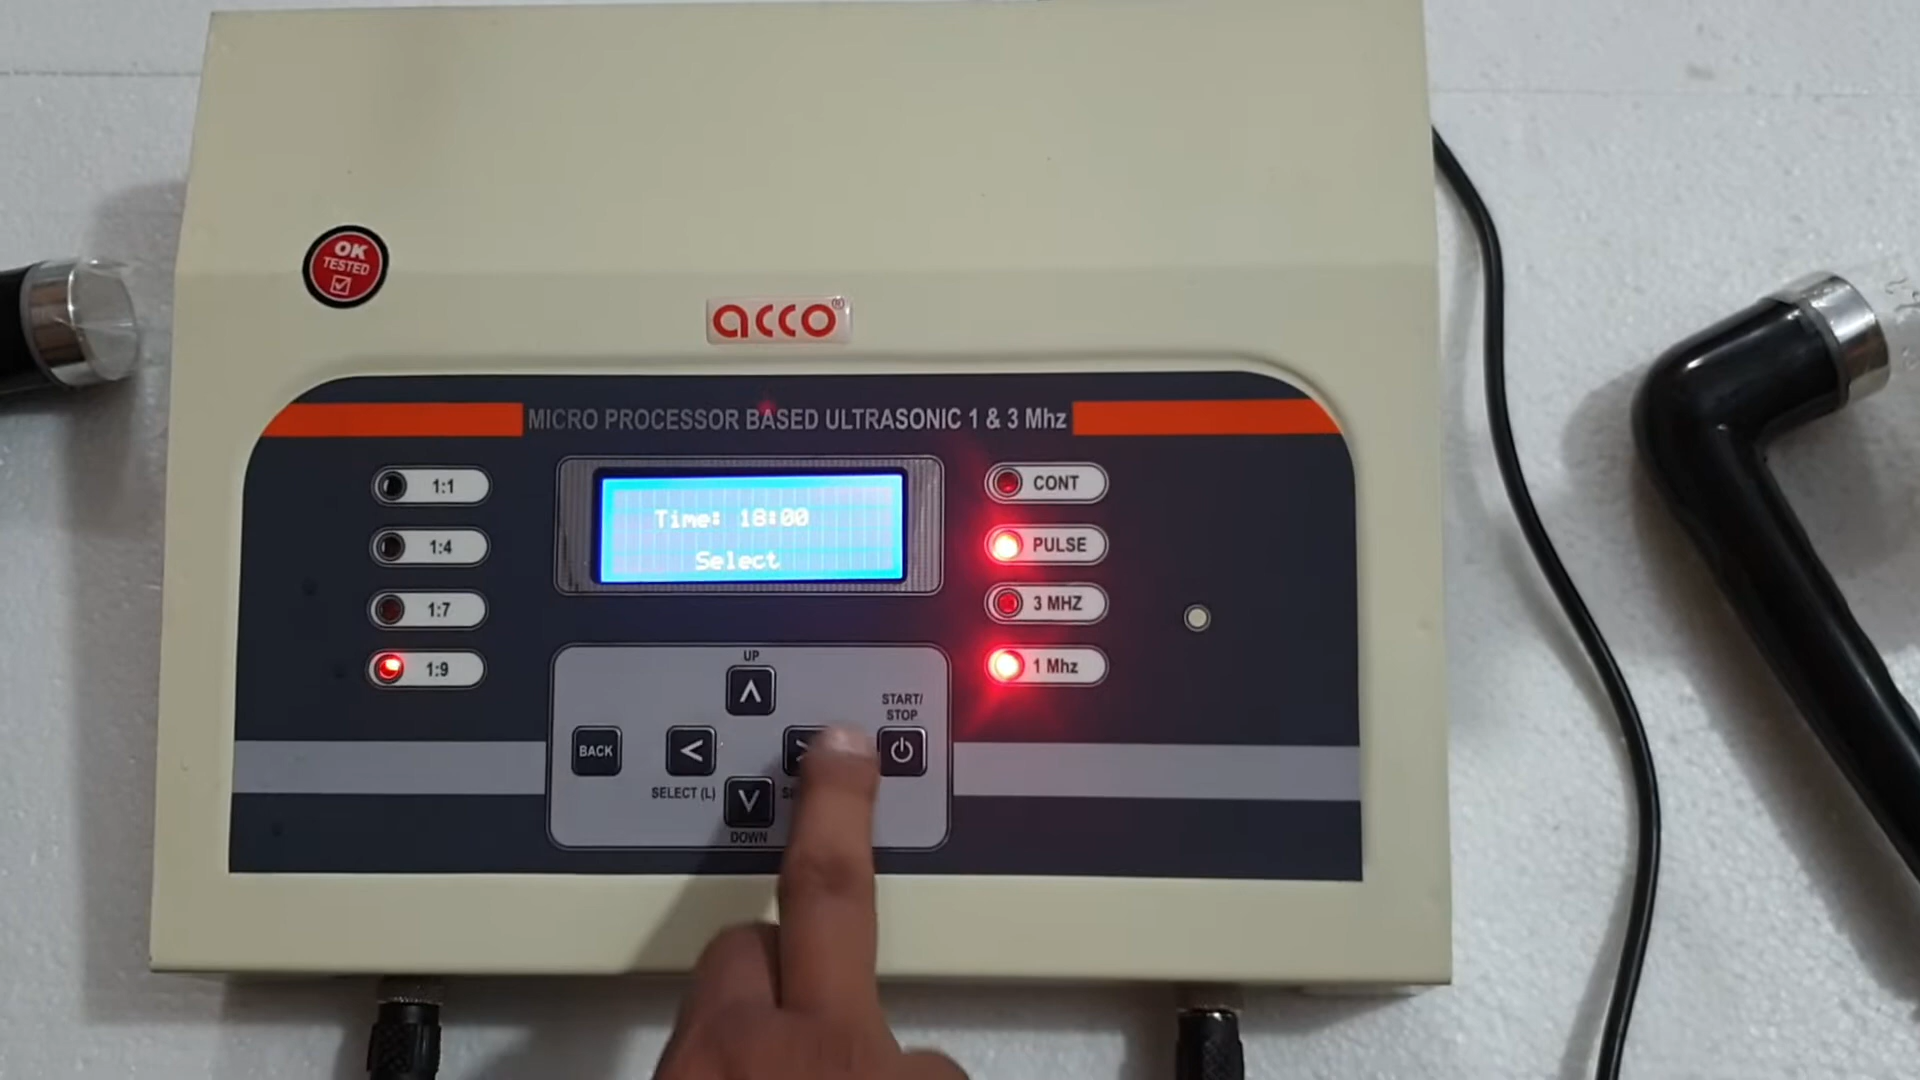 OK
TESTED
acco®
MICRO PROCESSOR BASED ULTRASONIC 1 & 3 Mhz
1:1
1:4
1:7
1:9
Time: 18:00
Select
CONT
PULSE
3 MHZ
1 Mhz
UP
START/
STOP
BACK
SELECT (L)
DOWN